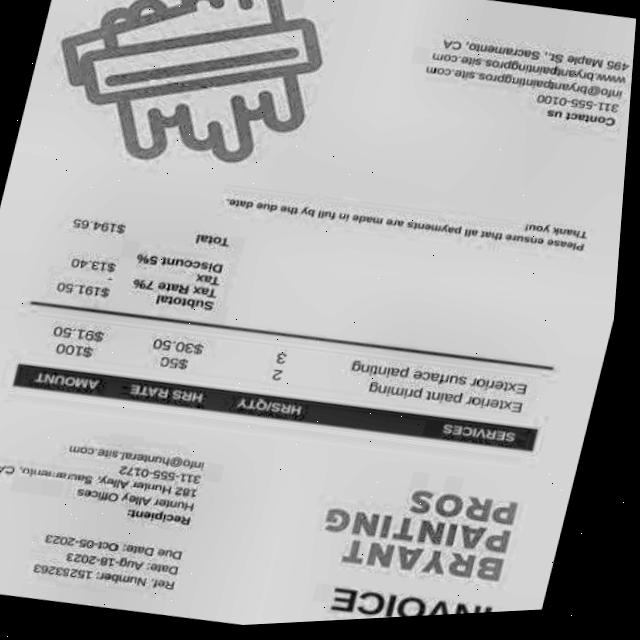 INVOICE
BRYANT
PAINTING
PROS
Ref. Number: 15253263
Date: Aug-18-2023
Due Date: Oct-05-2023
Recipient:
Hunter Alley Offices
182 Hunter Alley, Sacramento, CA
311-555-0172
info@hunteral.site.com
SERVICES HRS/QTY HRS RATE AMOUNT
Exterior paint priming 2 $50 $100
Exterior surface painting 3 $30.50 $91.50
Subtotal $191.50
Tax Rate 7% -
Tax $13.40
Discount 5%
Total $194.65
Please ensure that all payments are made in full by the due date.
Thank you!
Contact us
311-555-0100
info@bryantpaintingpros.site.com
www.bryantpaintingpros.site.com
495 Maple St., Sacramento, CA